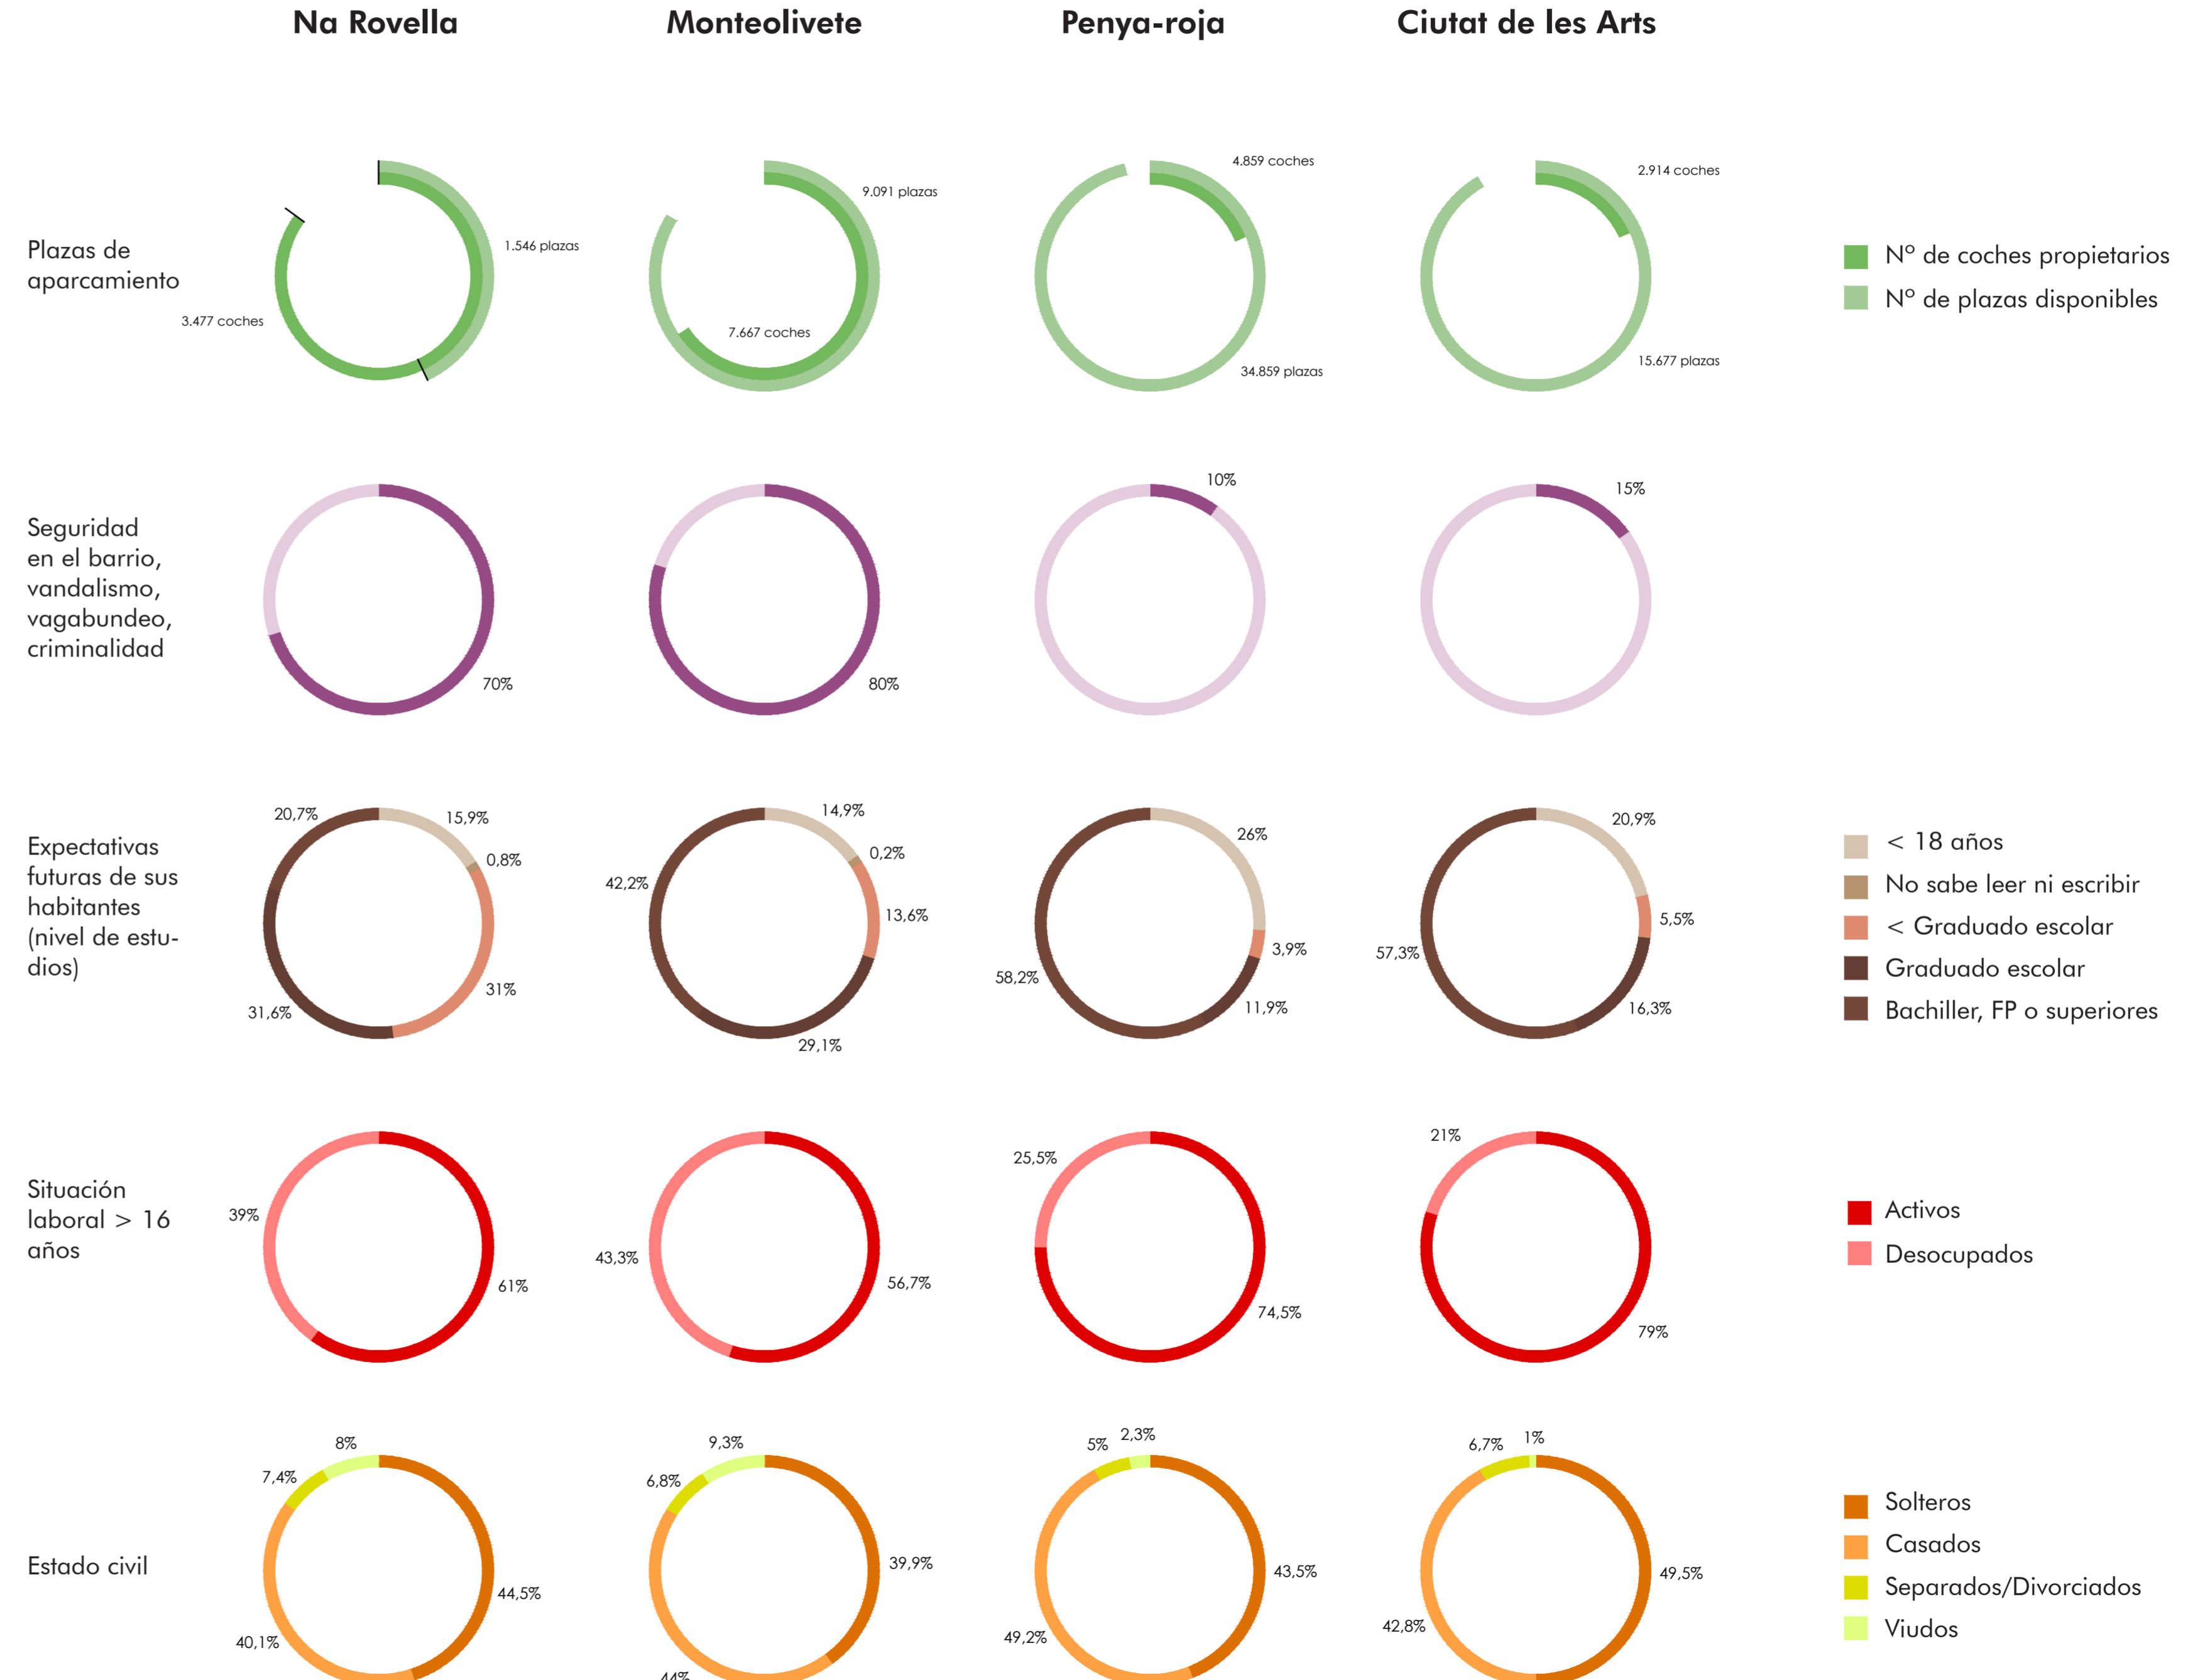 Na Rovella
Monteolivete
Penya-roja
Ciutat de les Arts
Plazas de
aparcamiento
1.546 plazas
3.477 coches
9.091 plazas
7.667 coches
4.859 coches
34.859 plazas
2.914 coches
15.677 plazas
Nº de coches propietarios
Nº de plazas disponibles
Seguridad
en el barrio,
vandalismo,
vagabundeo,
criminalidad
70%
80%
10%
15%
Expectativas
futuras de sus
habitantes
(nivel de estu-
dios)
20,7%
15,9%
0,8%
31%
31,6%
14,9%
0,2%
42,2%
13,6%
29,1%
26%
3,9%
58,2%
11,9%
20,9%
5,5%
57,3%
16,3%
< 18 años
No sabe leer ni escribir
< Graduado escolar
Graduado escolar
Bachiller, FP o superiores
Situación
laboral > 16
años
39%
61%
43,3%
56,7%
25,5%
74,5%
21%
79%
Activos
Desocupados
Estado civil
8%
7,4%
44,5%
40,1%
9,3%
6,8%
39,9%
44%
2,3%
5%
43,5%
49,2%
1%
6,7%
49,5%
42,8%
Solteros
Casados
Separados/Divorciados
Viudos